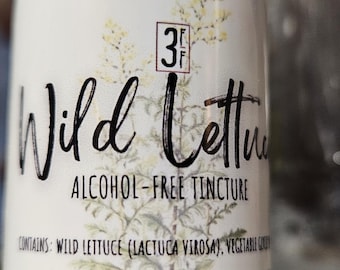 3FF
Wild Lettuc
ALCOHOL-FREE TINCTURE
CONTAINS: WILD LETTUCE (LACTUCA VIROSA), VEGETABLE